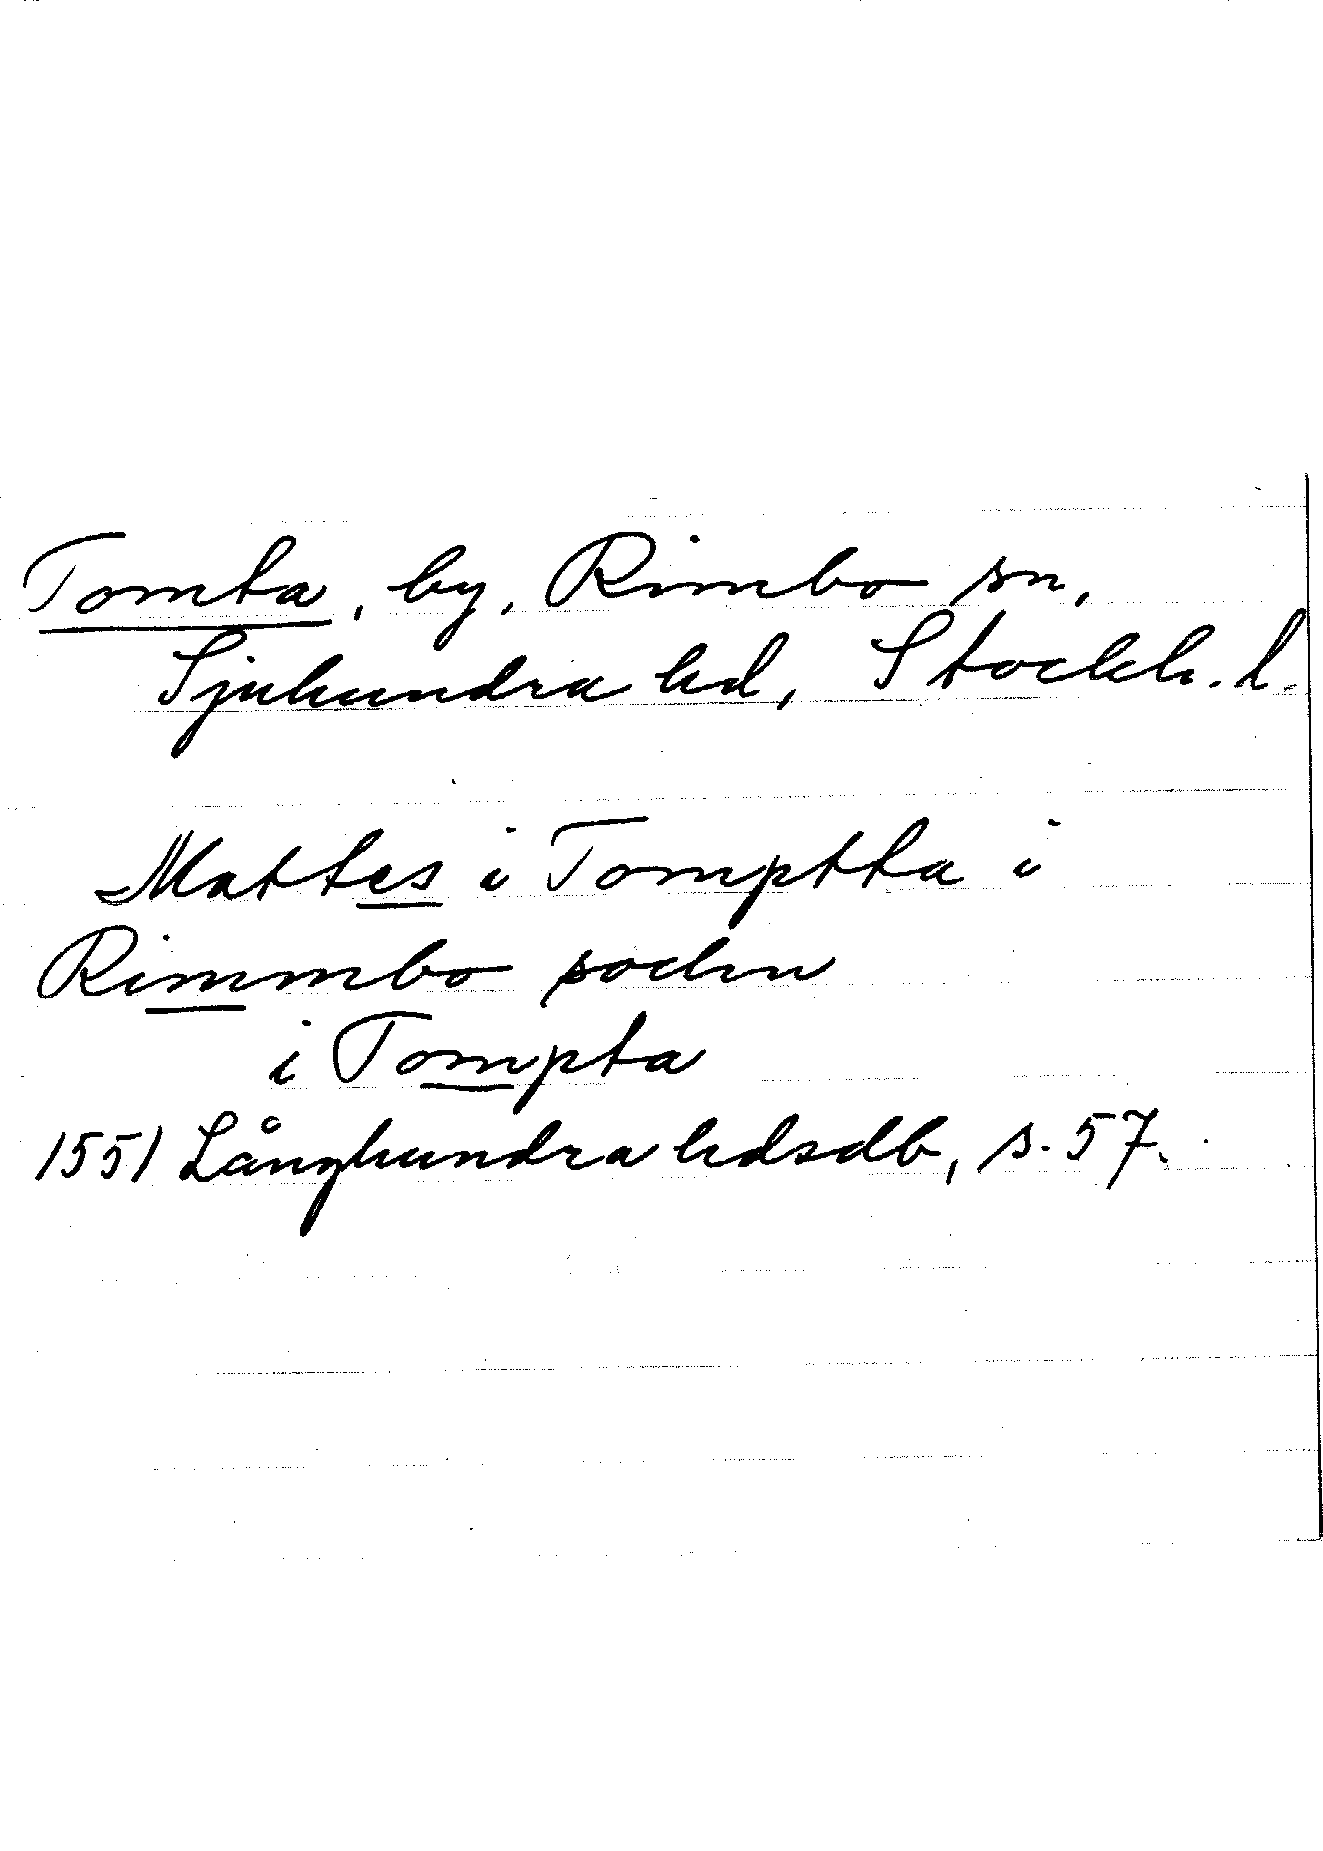 Tomta, by, Rimbo sn,
Sjuhundra hd, Stockh. l.
Mattes i Tomptta i
Rimmbo sochn
i Tompta
1551 Långhundra hdsdb, s. 57.